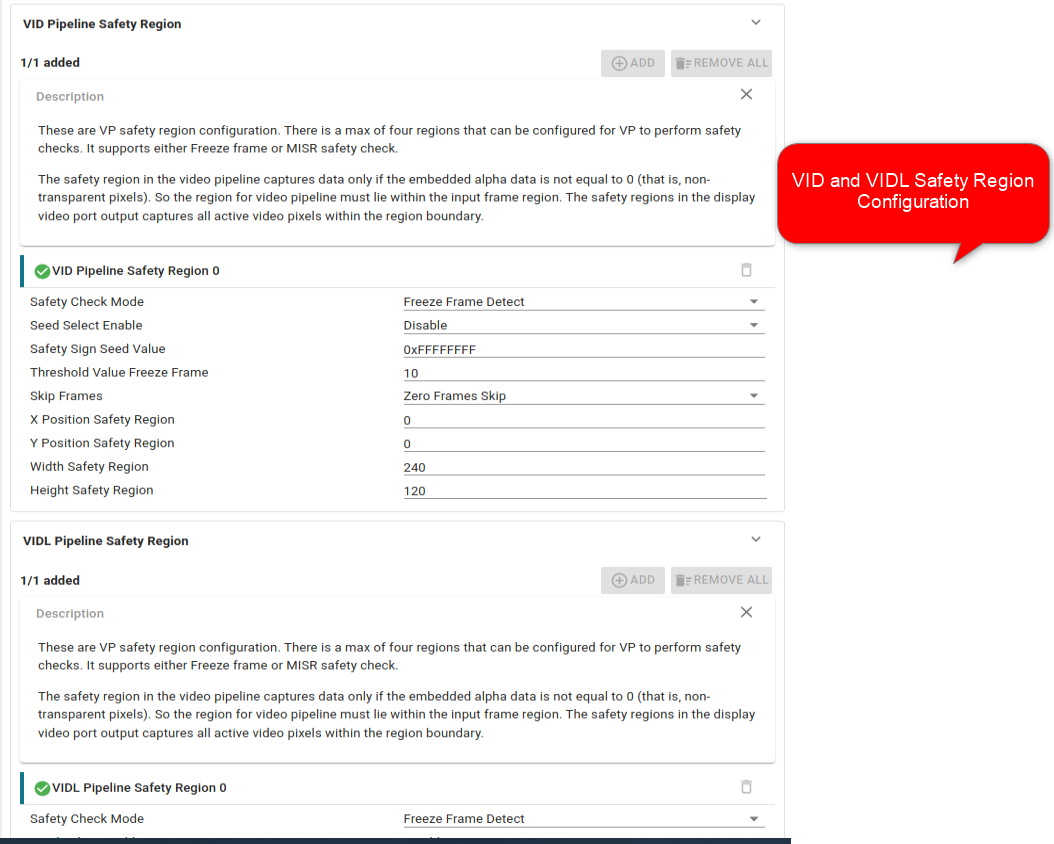 VID Pipeline Safety Region
1/1 added
ADD
REMOVE ALL
Description
These are VP safety region configuration. There is a max of four regions that can be configured for VP to perform safety
checks. It supports either Freeze frame or MISR safety check.
The safety region in the video pipeline captures data only if the embedded alpha data is not equal to 0 (that is, non-
transparent pixels). So the region for video pipeline must lie within the input frame region. The safety regions in the display
video port output captures all active video pixels within the region boundary.
VID and VIDL Safety Region
Configuration
VID Pipeline Safety Region 0
Safety Check Mode Freeze Frame Detect
Seed Select Enable Disable
Safety Sign Seed Value 0xFFFFFFFF
Threshold Value Freeze Frame 10
Skip Frames Zero Frames Skip
X Position Safety Region 0
Y Position Safety Region 0
Width Safety Region 240
Height Safety Region 120
VIDL Pipeline Safety Region
1/1 added
ADD
REMOVE ALL
Description
These are VP safety region configuration. There is a max of four regions that can be configured for VP to perform safety
checks. It supports either Freeze frame or MISR safety check.
The safety region in the video pipeline captures data only if the embedded alpha data is not equal to 0 (that is, non-
transparent pixels). So the region for video pipeline must lie within the input frame region. The safety regions in the display
video port output captures all active video pixels within the region boundary.
VIDL Pipeline Safety Region 0
Safety Check Mode Freeze Frame Detect